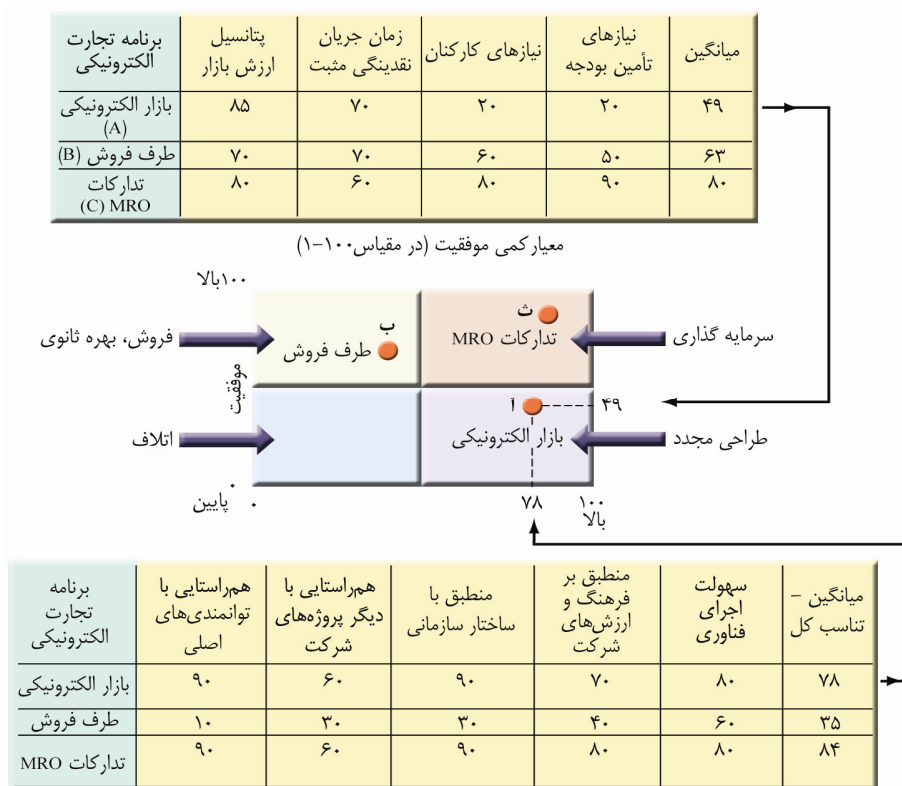 برنامه تجارت الکترونیکی	پتانسیل ارزش بازار	زمان جریان نقدینگی مثبت	نیازهای کارکنان	نیازهای تأمین بودجه	میانگین
بازار الکترونیکی (A)	۸۵	۷۰	۲۰	۲۰	۴۹
طرف فروش (B)	۷۰	۷۰	۶۰	۵۰	۶۳
تدارکات MRO (C)	۸۰	۶۰	۸۰	۹۰	۸۰
معیار کمی موفقیت (در مقیاس ۱۰۰-۱)
۱۰۰ بالا
سرمایه گذاری
ث
تدارکات MRO
ب
طرف فروش
فروش، بهره ثانوی
موفقیت
۴۹
آ
بازار الکترونیکی
طراحی مجدد
اتلاف
۰
پایین
۰
۷۸
۱۰۰
بالا
برنامه تجارت الکترونیکی	هم‌راستایی با توانمندی‌های اصلی	هم‌راستایی با دیگر پروژه‌های شرکت	منطبق با ساختار سازمانی	منطبق بر فرهنگ و ارزش‌های شرکت	سهولت اجرای فناوری	میانگین – تناسب کل
بازار الکترونیکی	۹۰	۶۰	۹۰	۷۰	۸۰	۷۸
طرف فروش	۱۰	۳۰	۳۰	۴۰	۶۰	۳۵
تدارکات MRO	۹۰	۶۰	۹۰	۸۰	۸۰	۸۴